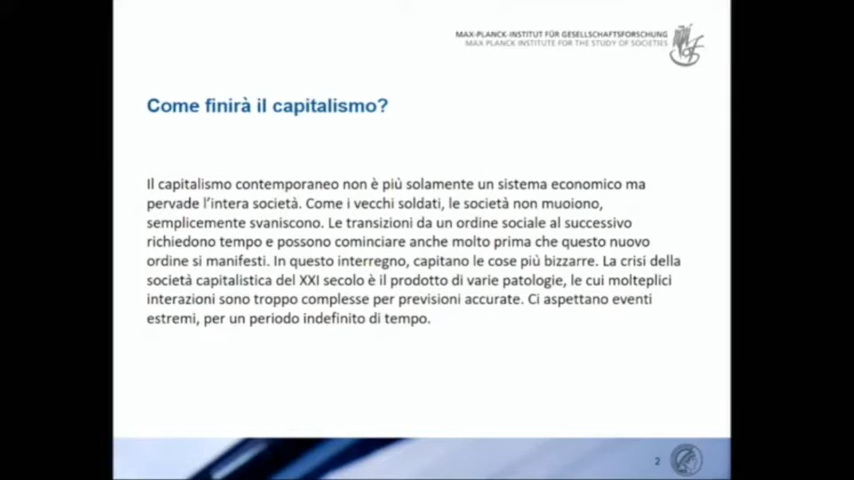 MAX-PLANCK-INSTITUT FÜR GESELLSCHAFTSFORSCHUNG
MAX PLANCK INSTITUTE FOR THE STUDY OF SOCIETIES
Come finirà il capitalismo?
Il capitalismo contemporaneo non è più solamente un sistema economico ma
pervade l'intera società. Come i vecchi soldati, le società non muoiono,
semplicemente svaniscono. Le transizioni da un ordine sociale al successivo
richiedono tempo e possono cominciare anche molto prima che questo nuovo
ordine si manifesti. In questo interregno, capitano le cose più bizzarre. La crisi della
società capitalistica del XXI secolo è il prodotto di varie patologie, le cui molteplici
interazioni sono troppo complesse per previsioni accurate. Ci aspettano eventi
estremi, per un periodo indefinito di tempo.
2